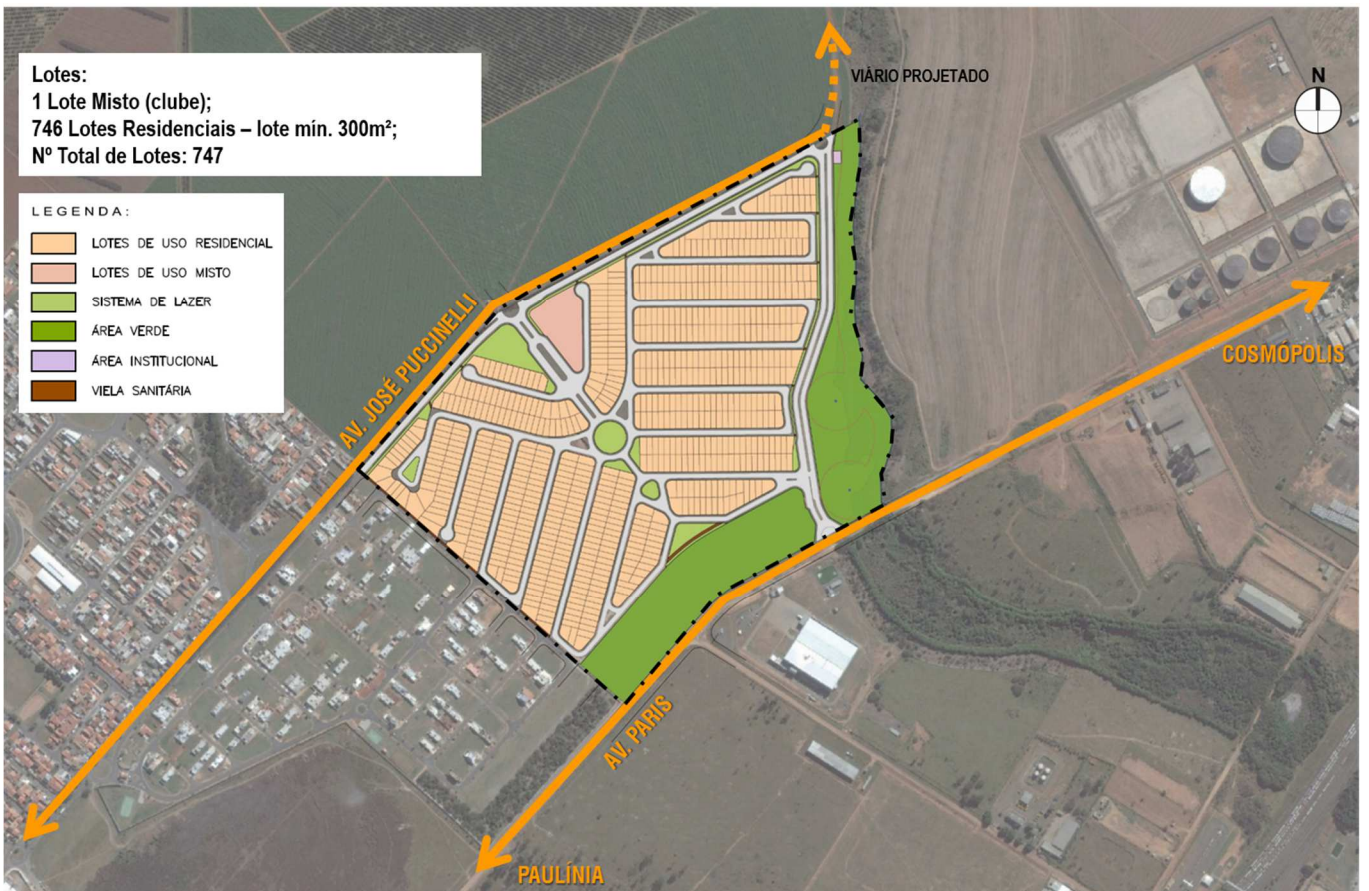 Lotes:
1 Lote Misto (clube);
746 Lotes Residenciais – lote mín. 300m²;
Nº Total de Lotes: 747
LEGENDA:
LOTES DE USO RESIDENCIAL
LOTES DE USO MISTO
SISTEMA DE LAZER
ÁREA VERDE
ÁREA INSTITUCIONAL
VIELA SANITÁRIA
VIÁRIO PROJETADO
N
AV. JOSÉ PUCCINELLI
COSMÓPOLIS
AV. PARIS
PAULÍNIA